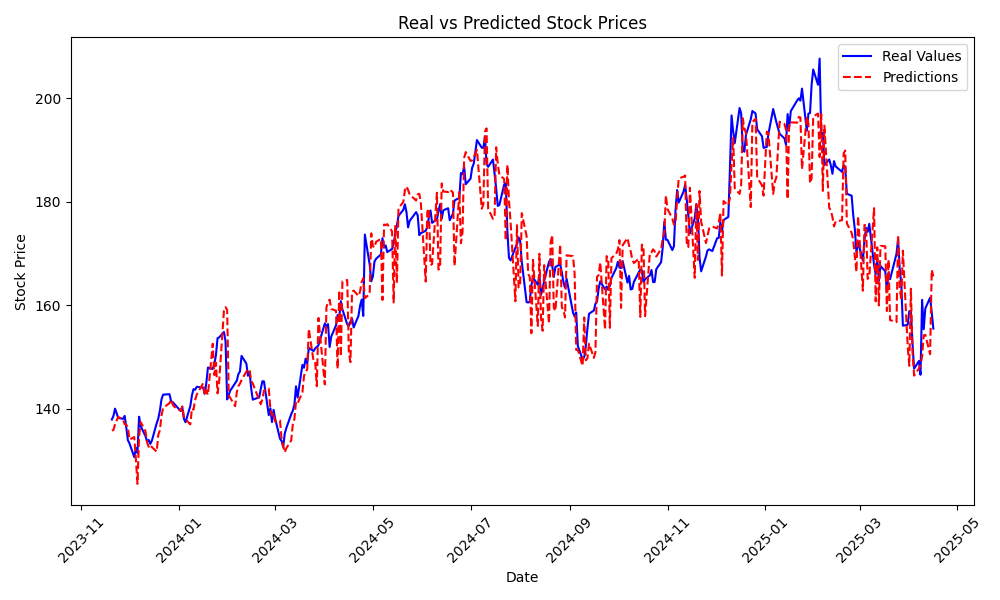 Real vs Predicted Stock Prices
Real Values
Predictions
Stock Price
200
180
160
140
2023-11
2024-01
2024-03
2024-05
2024-07
2024-09
2024-11
2025-01
2025-03
2025-05
Date